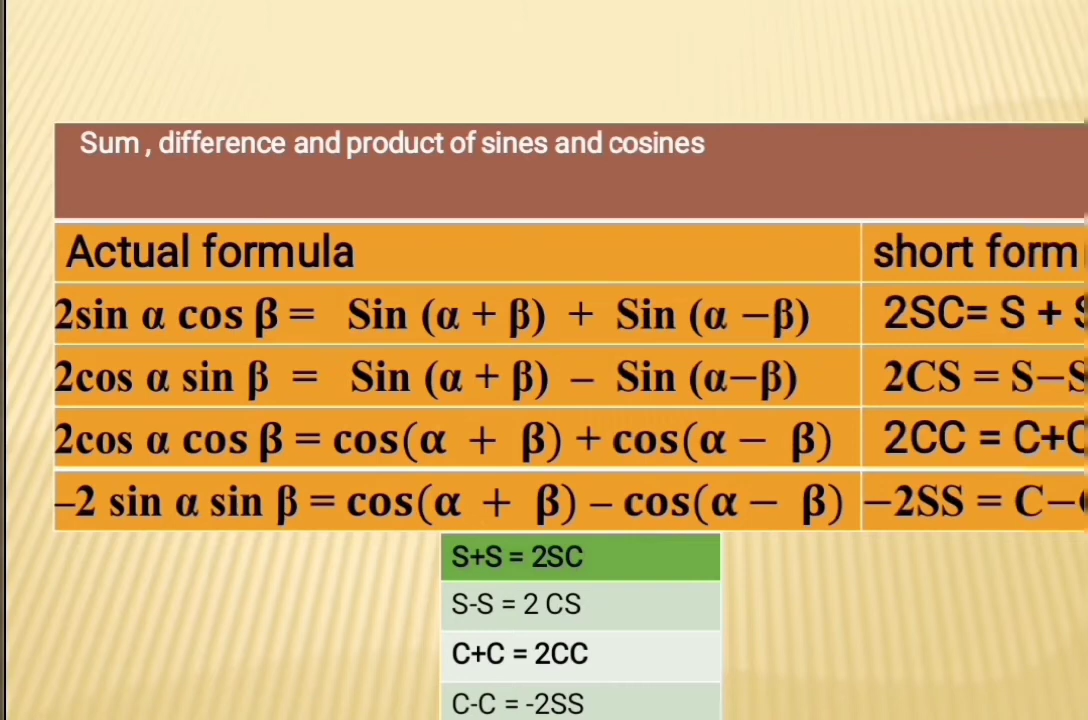 Sum , difference and product of sines and cosines
Actual formula short form
2sin α cos β = Sin (α + β) + Sin (α −β) 2SC= S + S
2cos α sin β = Sin (α + β) – Sin (α−β) 2CS = S−S
2cos α cos β = cos(α + β) + cos(α − β) 2CC = C+C
−2 sin α sin β = cos(α + β) – cos(α − β) −2SS = C−
S+S = 2SC
S-S = 2 CS
C+C = 2CC
C-C = -2SS